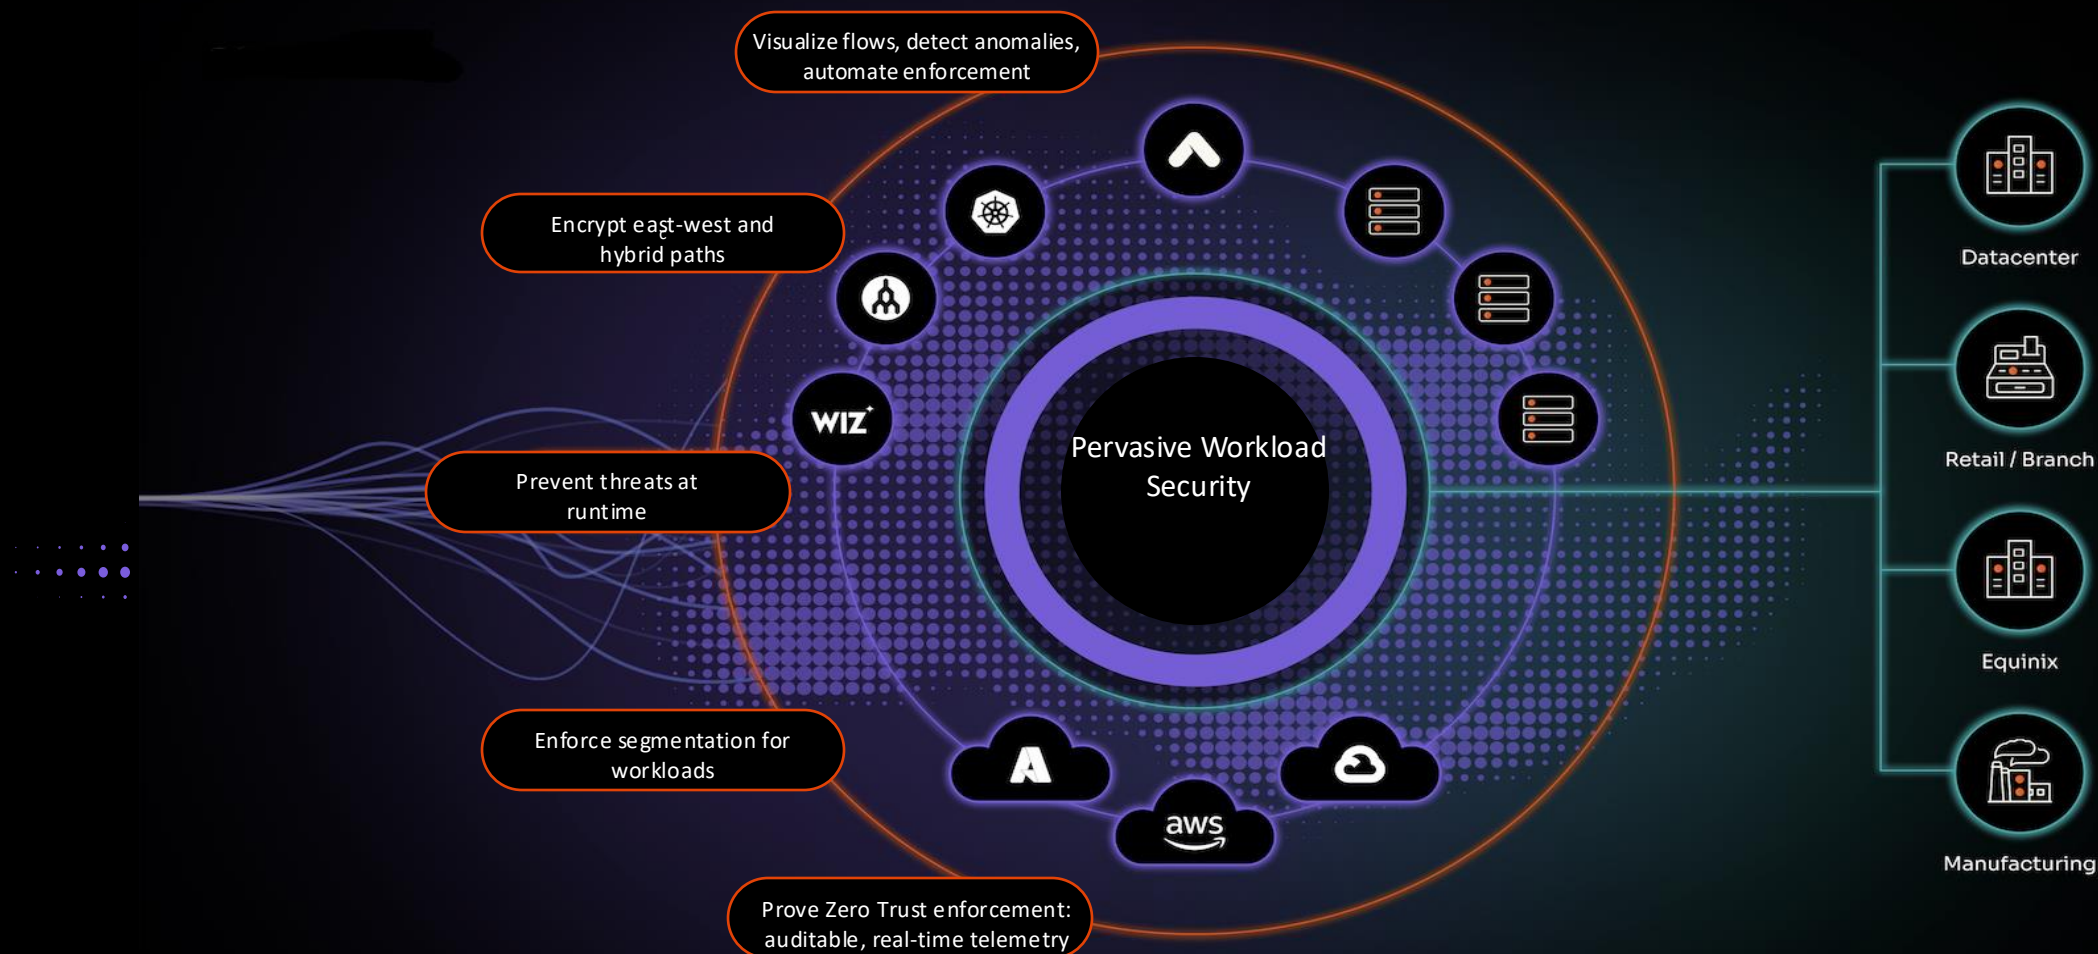 Visualize flows, detect anomalies,
automate enforcement
Encrypt east-west and
hybrid paths
WIZ
Prevent threats at
runtime
Pervasive Workload
Security
Enforce segmentation for
workloads
aws
Prove Zero Trust enforcement:
auditable, real-time telemetry
Datacenter
Retail / Branch
Equinix
Manufacturing